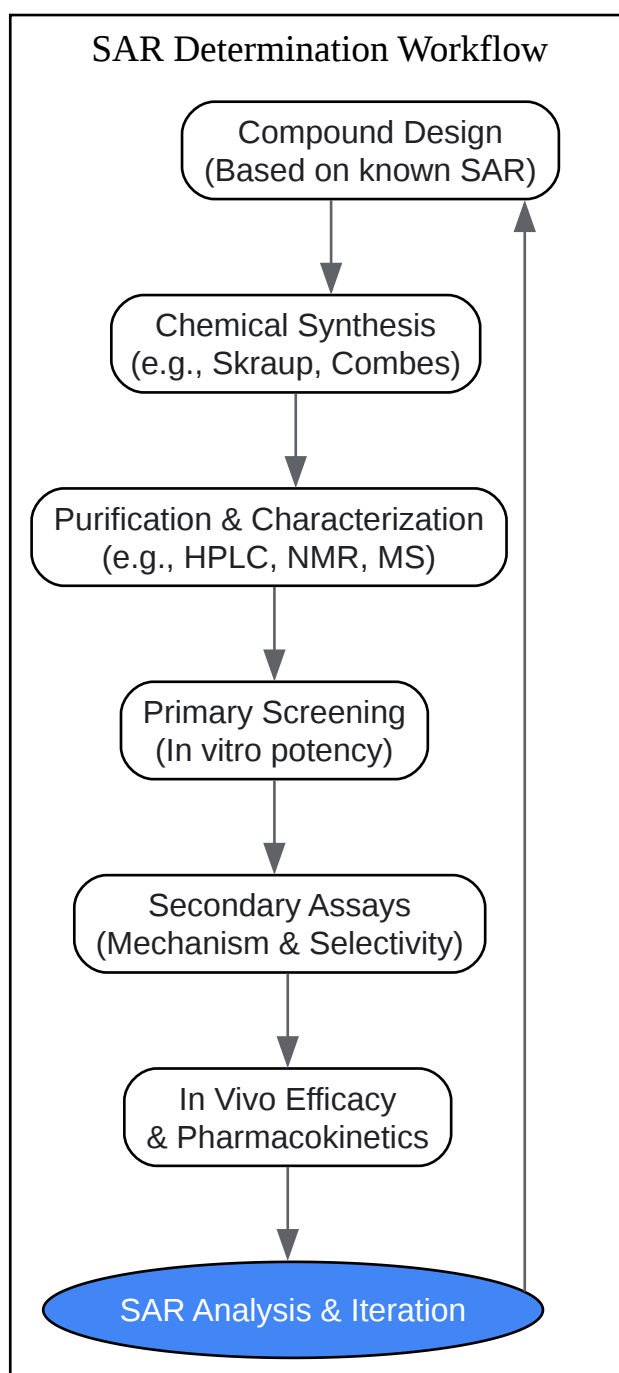 SAR Determination Workflow
Compound Design
(Based on known SAR)
Chemical Synthesis
(e.g., Skraup, Combes)
Purification & Characterization
(e.g., HPLC, NMR, MS)
Primary Screening
(In vitro potency)
Secondary Assays
(Mechanism & Selectivity)
In Vivo Efficacy
& Pharmacokinetics
SAR Analysis & Iteration